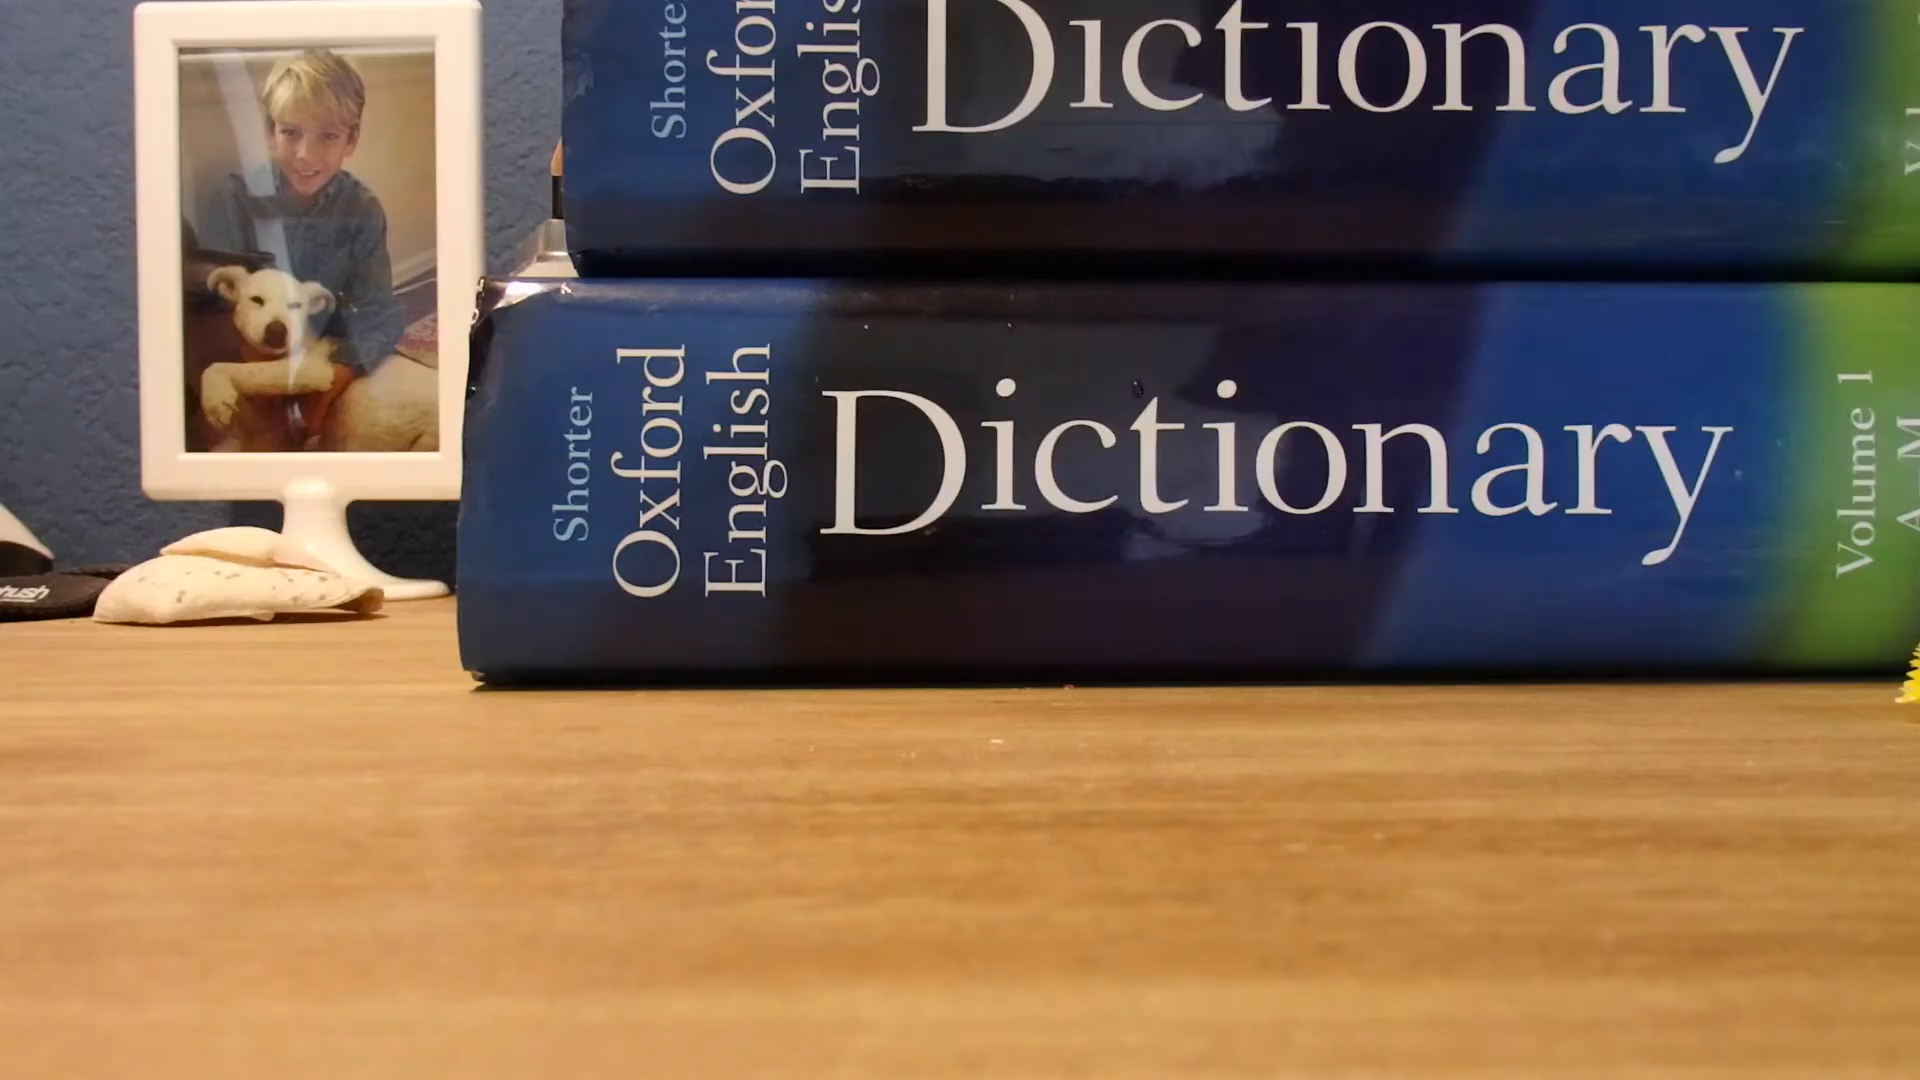 Shorter
Oxford
English
Dictionary
Shorter
Oxford
English
Dictionary
Volume 1
A–M